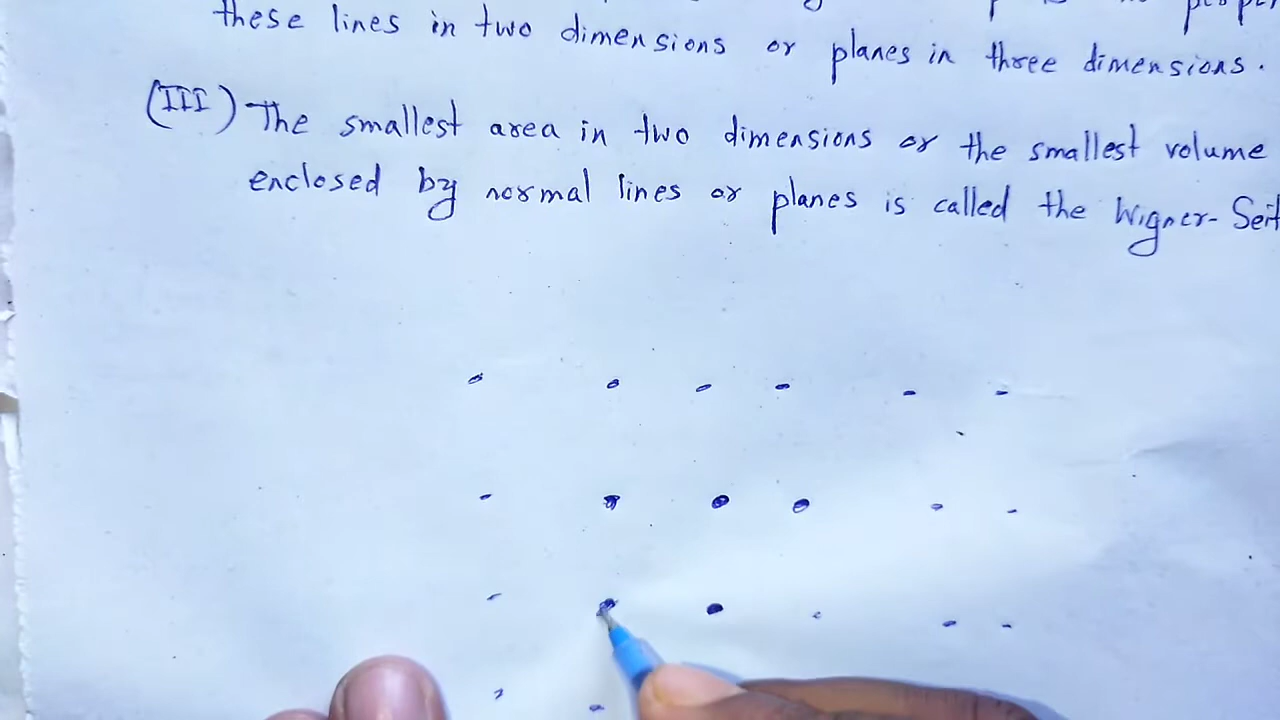 these lines in two dimensions or planes in three dimensions.
(III) The smallest area in two dimensions or the smallest volume
enclosed by normal lines or planes is called the Wigner-Seit